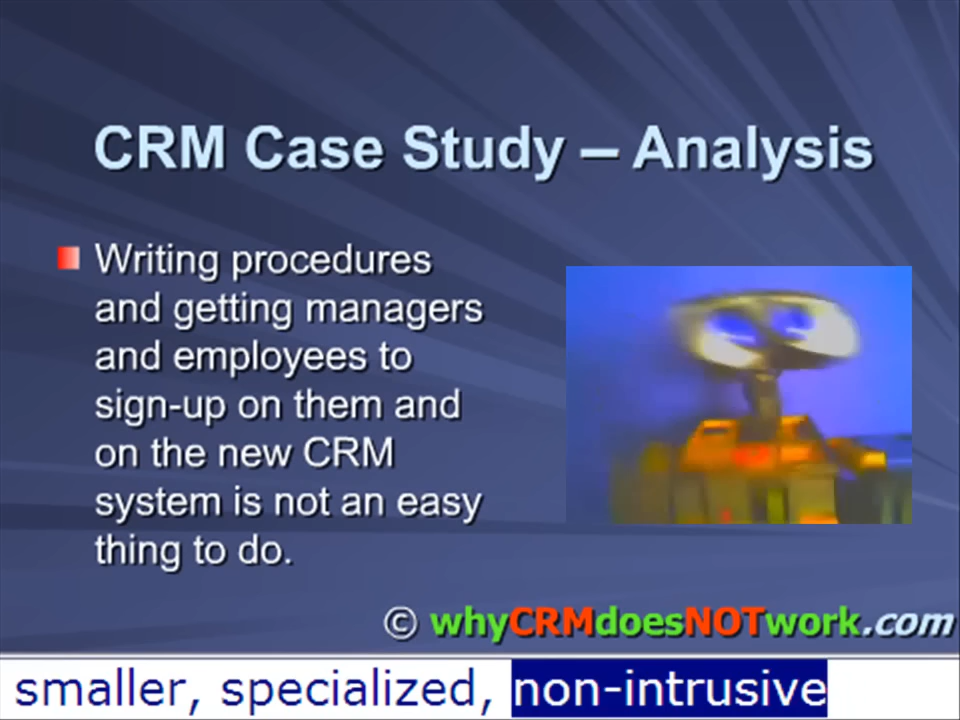 CRM Case Study – Analysis
Writing procedures
and getting managers
and employees to
sign-up on them and
on the new CRM
system is not an easy
thing to do.
© whyCRMdoesNOTwork.com
smaller, specialized, non-intrusive